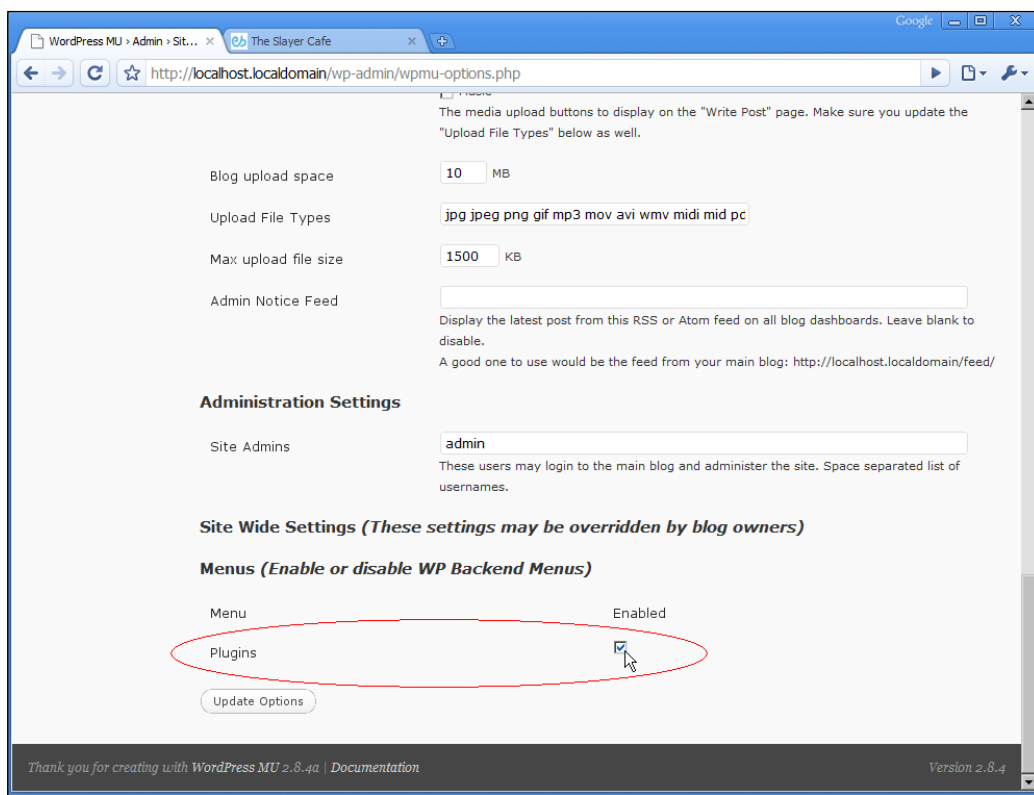 Google
WordPress MU › Admin › Sit...
The Slayer Cafe
http://localhost.localdomain/wp-admin/wpmu-options.php
The media upload buttons to display on the "Write Post" page. Make sure you update the
"Upload File Types" below as well.
Blog upload space 10 MB
Upload File Types jpg jpeg png gif mp3 mov avi wmv midi mid
Max upload file size 1500 KB
Admin Notice Feed
Display the latest post from this RSS or Atom feed on all blog dashboards. Leave blank to
disable.
A good one to use would be the feed from your main blog: http://localhost.localdomain/feed/
Administration Settings
Site Admins admin
These users may login to the main blog and administer the site. Space separated list of
usernames.
Site Wide Settings (These settings may be overridden by blog owners)
Menus (Enable or disable WP Backend Menus)
Menu Enabled
Plugins
Update Options
Thank you for creating with WordPress MU 2.8.4a | Documentation Version 2.8.4